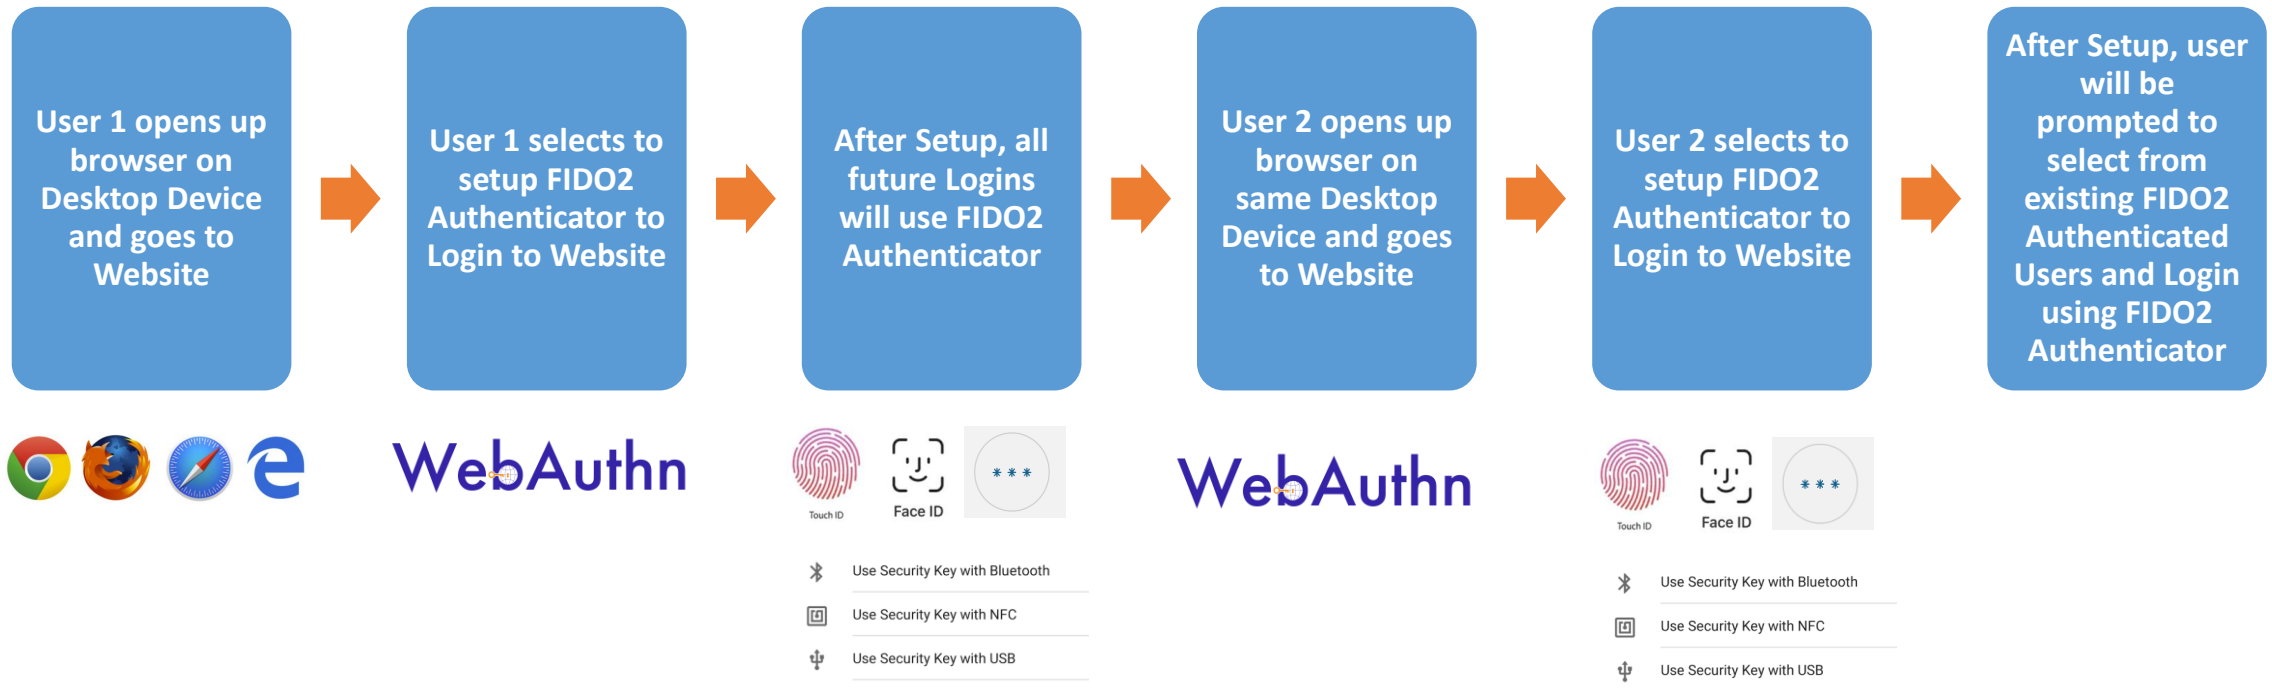 User 1 opens up
browser on
Desktop Device
and goes to
Website
User 1 selects to
setup FIDO2
Authenticator to
Login to Website
After Setup, all
future Logins
will use FIDO2
Authenticator
User 2 opens up
browser on
same Desktop
Device and goes
to Website
User 2 selects to
setup FIDO2
Authenticator to
Login to Website
After Setup, user
will be
prompted to
select from
existing FIDO2
Authenticated
Users and Login
using FIDO2
Authenticator
WebAuthn
Touch ID
Face ID
***
Use Security Key with Bluetooth
Use Security Key with NFC
Use Security Key with USB
WebAuthn
Touch ID
Face ID
***
Use Security Key with Bluetooth
Use Security Key with NFC
Use Security Key with USB